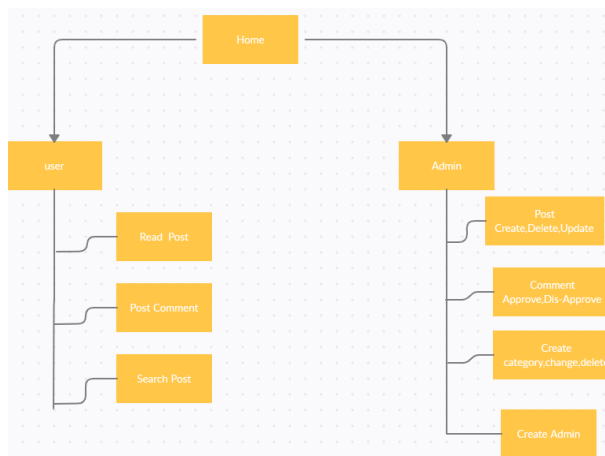 Home
user
Admin
Read Post
Post Comment
Search Post
Post
Create,Delete,Update
Comment
Approve,Dis-Approve
Create
category,change,delete
Create Admin